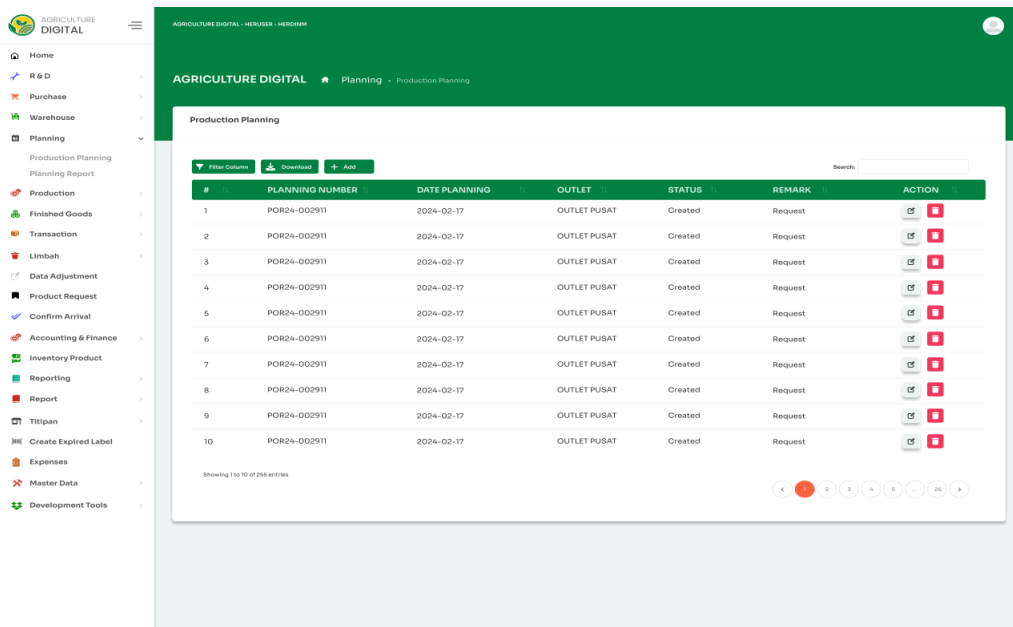 AGRICULTURE
DIGITAL
Home
R & D
Purchase
Warehouse
Planning
Production Planning
Planning Report
Production
Finished Goods
Transaction
Limbah
Data Adjustment
Product Request
Confirm Arrival
Accounting & Finance
Inventory Product
Reporting
Report
Titipan
Create Expired Label
Expenses
Master Data
Development Tools
AGRICULTURE DIGITAL - HERUSER - HERDINM
AGRICULTURE DIGITAL Planning - Production Planning
Production Planning
Filter Column Download + Add Search:
# PLANNING NUMBER DATE PLANNING OUTLET STATUS REMARK ACTION
1 POR24-002911 2024-02-17 OUTLET PUSAT Created Request
2 POR24-002911 2024-02-17 OUTLET PUSAT Created Request
3 POR24-002911 2024-02-17 OUTLET PUSAT Created Request
4 POR24-002911 2024-02-17 OUTLET PUSAT Created Request
5 POR24-002911 2024-02-17 OUTLET PUSAT Created Request
6 POR24-002911 2024-02-17 OUTLET PUSAT Created Request
7 POR24-002911 2024-02-17 OUTLET PUSAT Created Request
8 POR24-002911 2024-02-17 OUTLET PUSAT Created Request
9 POR24-002911 2024-02-17 OUTLET PUSAT Created Request
10 POR24-002911 2024-02-17 OUTLET PUSAT Created Request
Showing 1 to 10 of 255 entries
< 1 2 3 4 5 ... 26 >